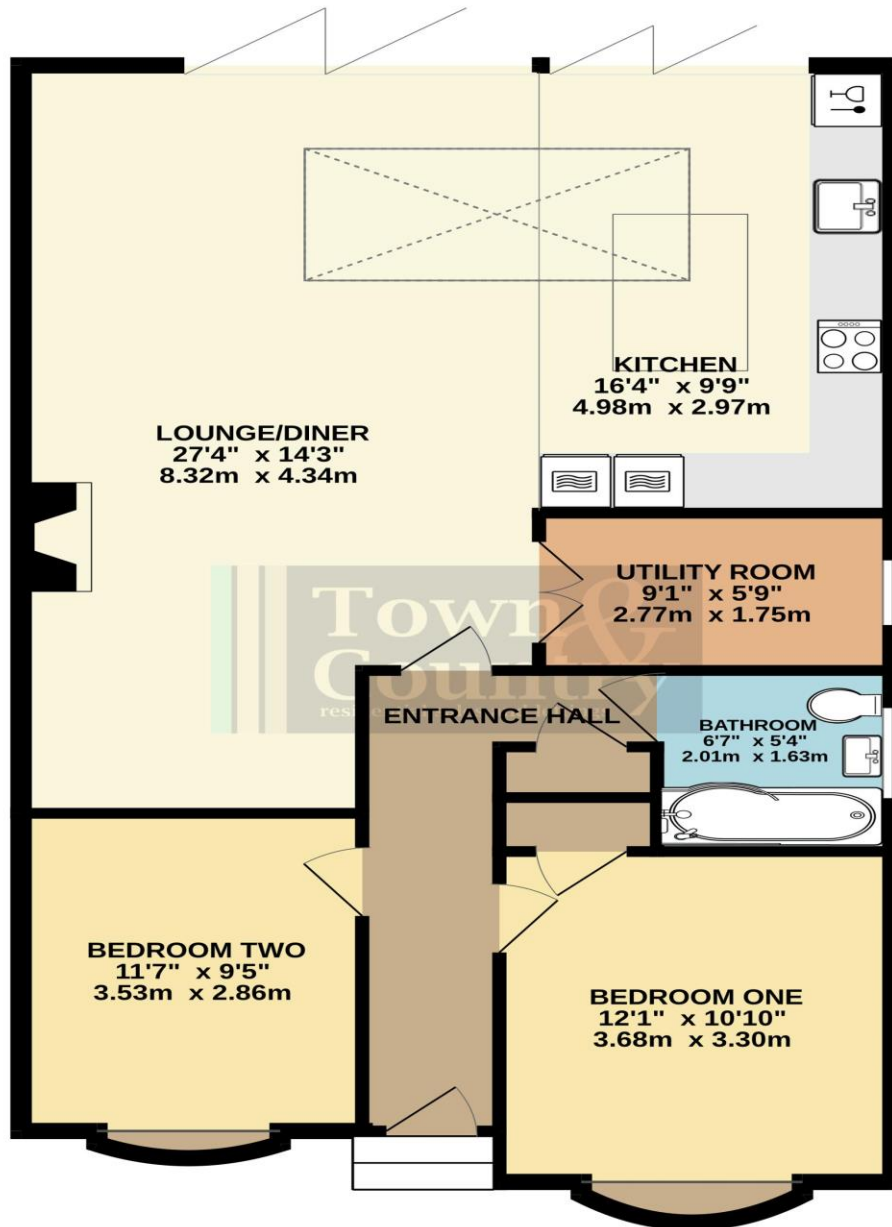 KITCHEN
16'4" x 9'9"
4.98m x 2.97m
LOUNGE/DINER
27'4" x 14'3"
8.32m x 4.34m
UTILITY ROOM
9'1" x 5'9"
2.77m x 1.75m
Town &
Country
ENTRANCE HALL
BATHROOM
6'7" x 5'4"
2.01m x 1.63m
BEDROOM TWO
11'7" x 9'5"
3.53m x 2.86m
BEDROOM ONE
12'1" x 10'10"
3.68m x 3.30m